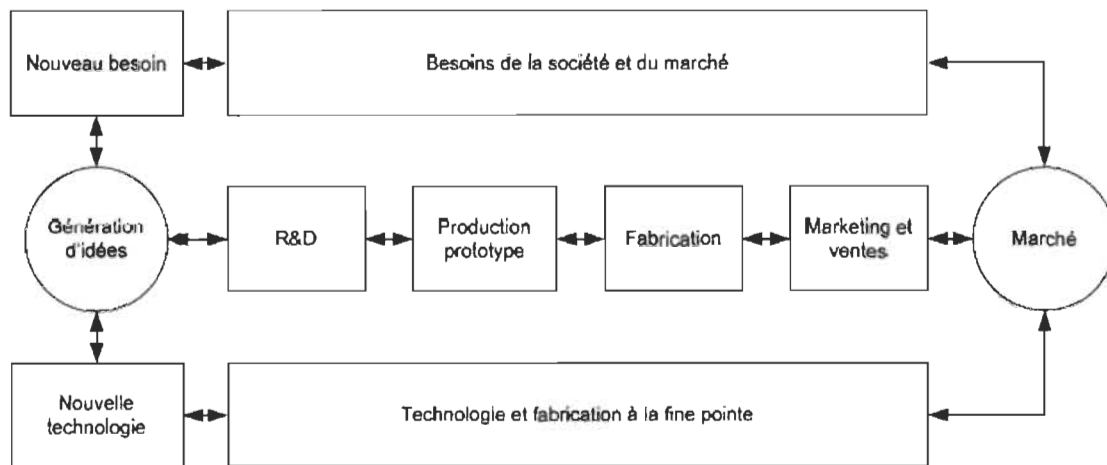 Nouveau besoin
Besoins de la société et du marché
Génération
d'idées
R&D
Production
prototype
Fabrication
Marketing et
ventes
Marché
Nouvelle
technologie
Technologie et fabrication à la fine pointe